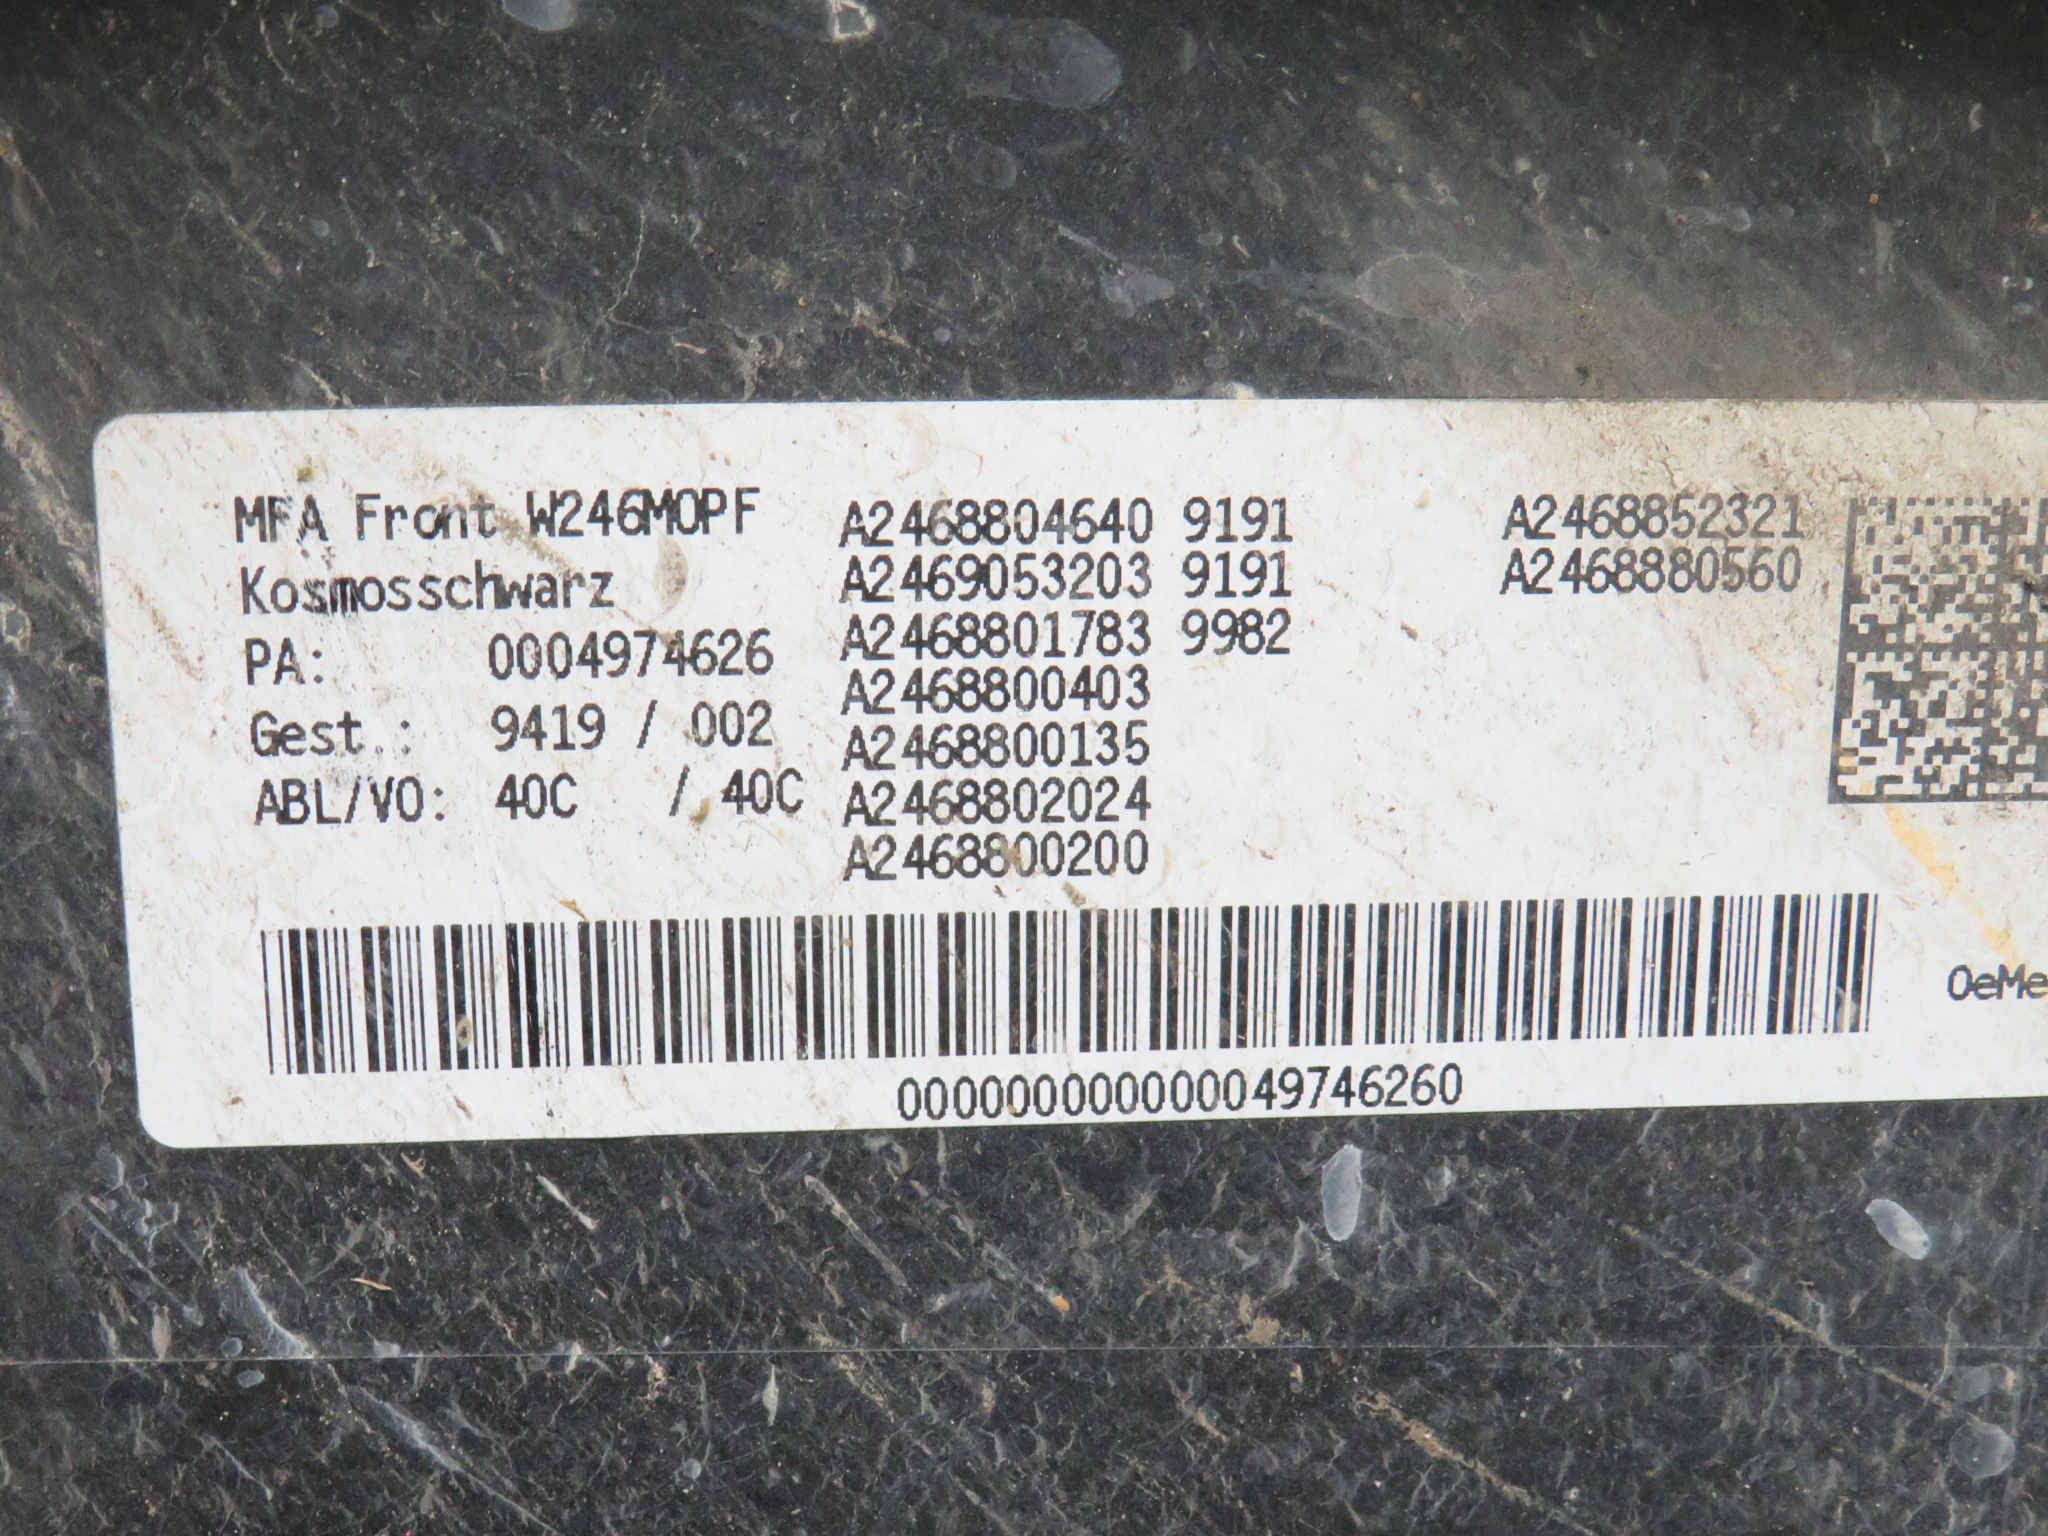 MFA Front W246MOPF
Kosmosschwarz
PA: 0004974626
Gest.: 9419 / 002
ABL/VO: 40C / 40C
A2468804640 9191
A2469053203 9191
A2468801783 9982
A2468800403
A2468800135
A2468802024
A2468800200
A2468852321
A2468880560
OeMe
00000000000049746260